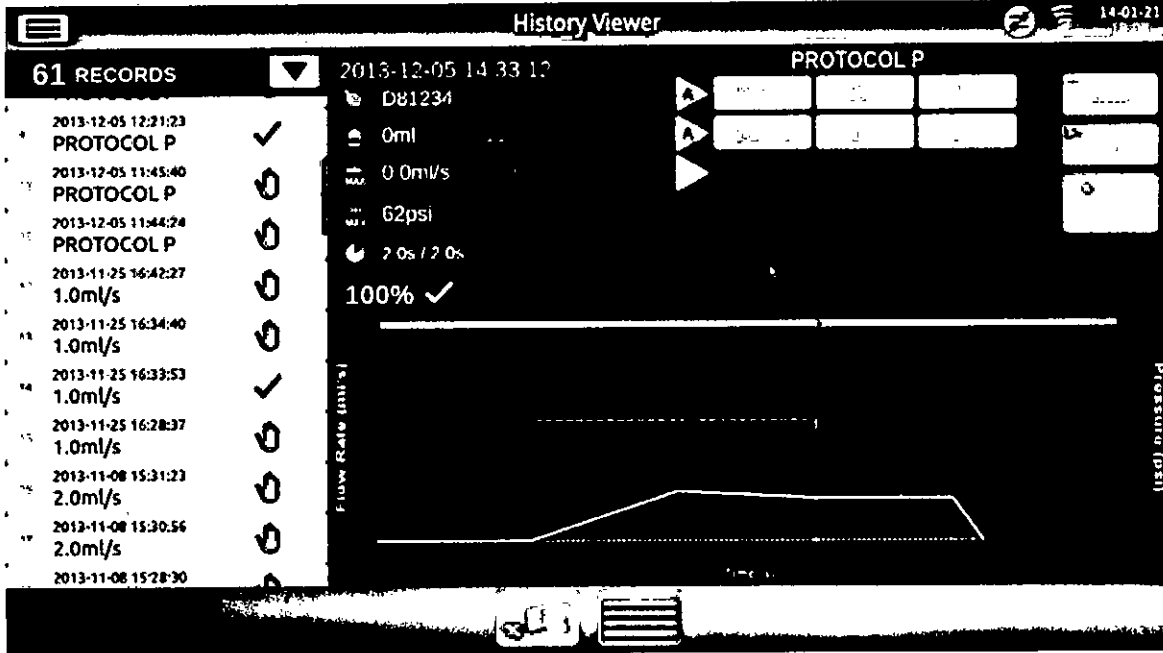 History Viewer
14-01-21
61 RECORDS
2013-12-05 12:21:23
PROTOCOL P
2013-12-05 11:45:40
PROTOCOL P
2013-12-05 11:44:24
PROTOCOL P
2013-11-25 16:42:27
1.0ml/s
2013-11-25 16:34:40
1.0ml/s
2013-11-25 16:33:53
1.0ml/s
2013-11-25 16:28:37
1.0ml/s
2013-11-08 15:31:23
2.0ml/s
2013-11-08 15:30:56
2.0ml/s
2013-11-08 15:28:30
2013-12-05 14:33:12
D81234
0ml
0.0ml/s
62psi
2.0s / 2.0s
100%
PROTOCOL P
A
A
Flow Rate (ml/s)
Pressure (psi)